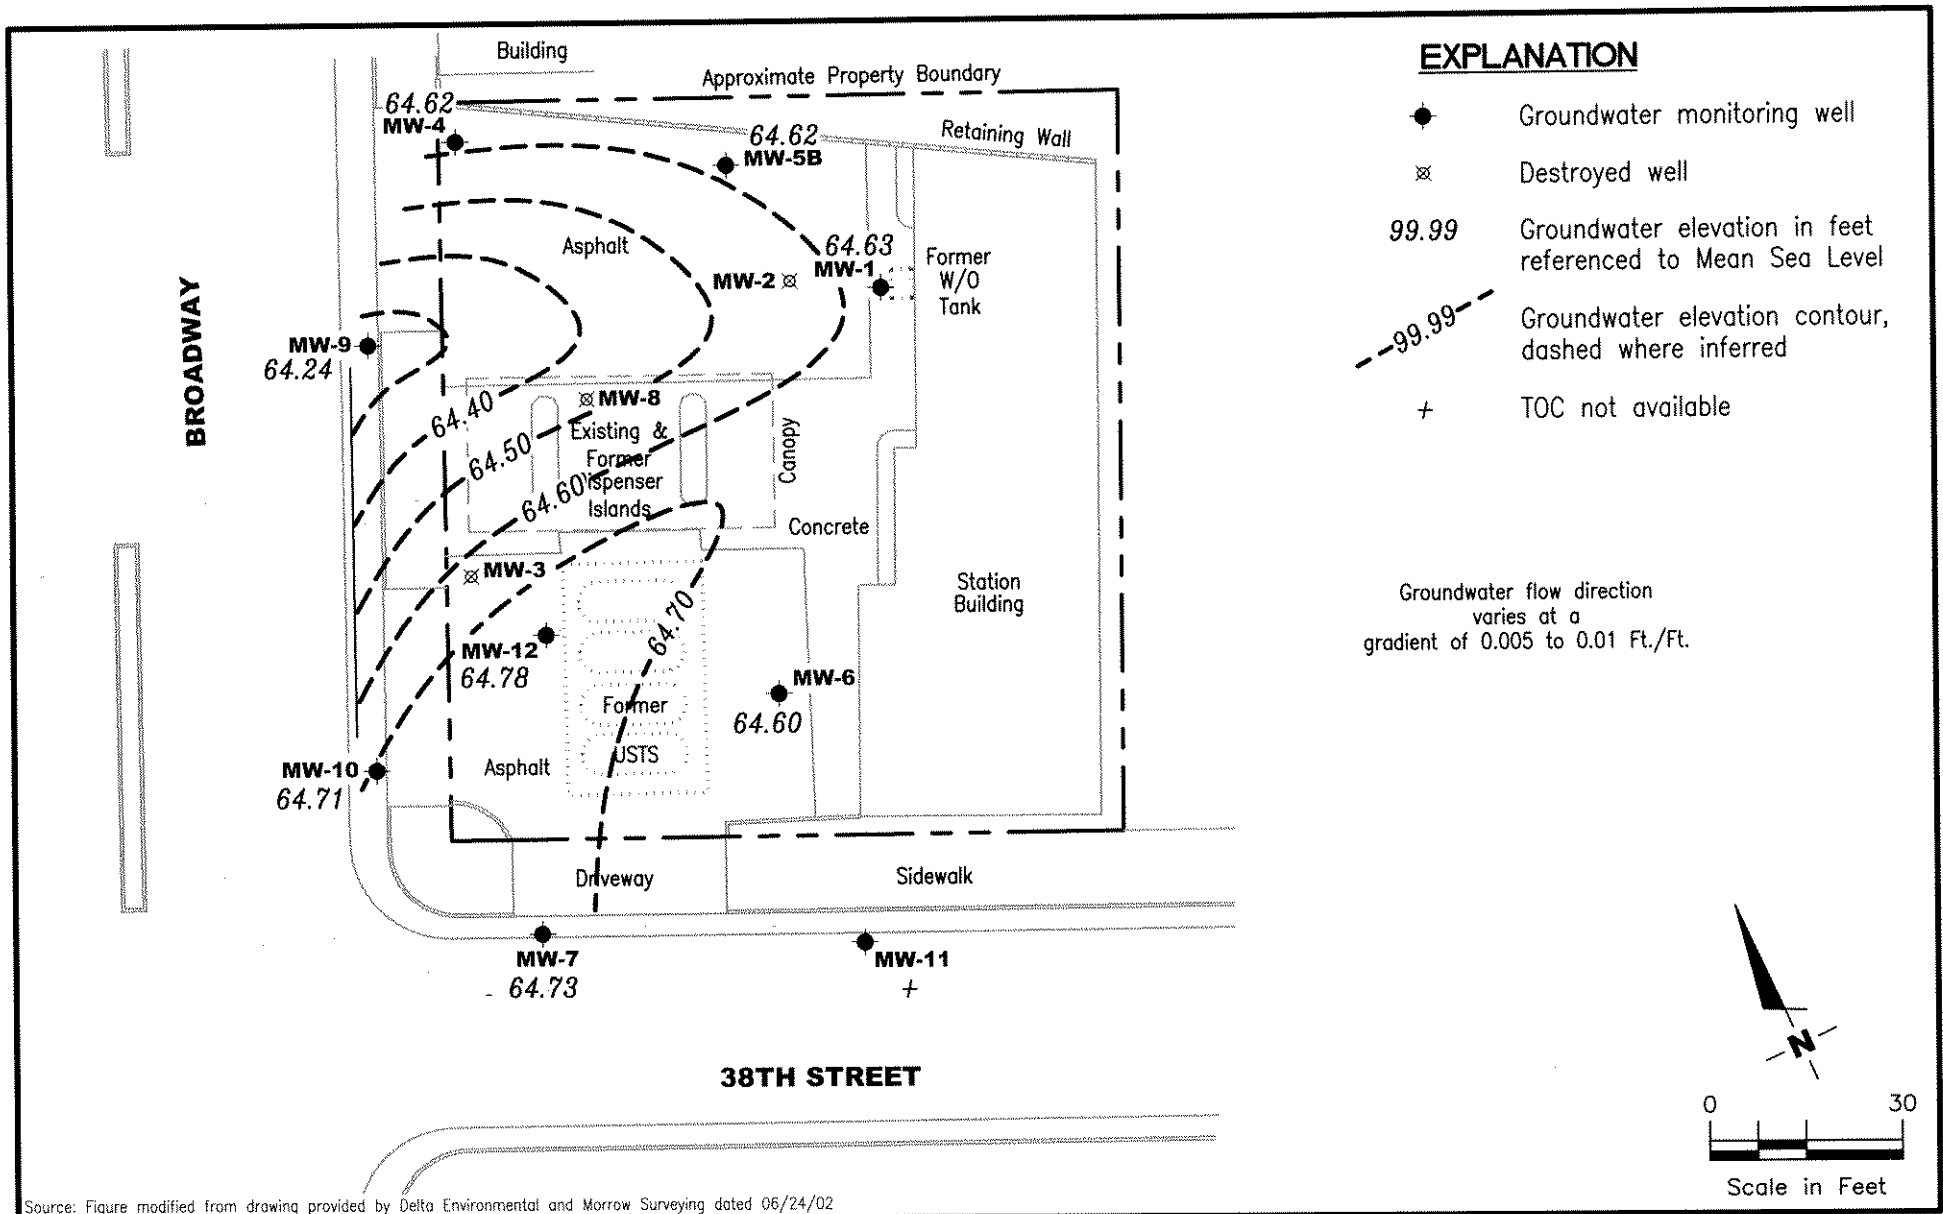 Building
Approximate Property Boundary
64.62
MW-4
64.62
MW-5B
Retaining Wall
Asphalt
64.63
MW-1
MW-2
Former
W/O
Tank
BROADWAY
MW-9
64.24
64.40
64.50
64.60
64.70
MW-8
Existing &
Former
Dispenser
Islands
Canopy
Concrete
MW-3
MW-12
64.78
Station
Building
MW-6
64.60
Former
USTS
Asphalt
MW-10
64.71
Driveway
Sidewalk
MW-7
64.73
MW-11
+
38TH STREET
EXPLANATION
Groundwater monitoring well
Destroyed well
99.99 Groundwater elevation in feet
referenced to Mean Sea Level
99.99 Groundwater elevation contour,
dashed where inferred
+ TOC not available
Groundwater flow direction
varies at a
gradient of 0.005 to 0.01 Ft./Ft.
N
0 30
Scale in Feet
Source: Figure modified from drawing provided by Delta Environmental and Morrow Surveying dated 06/24/02